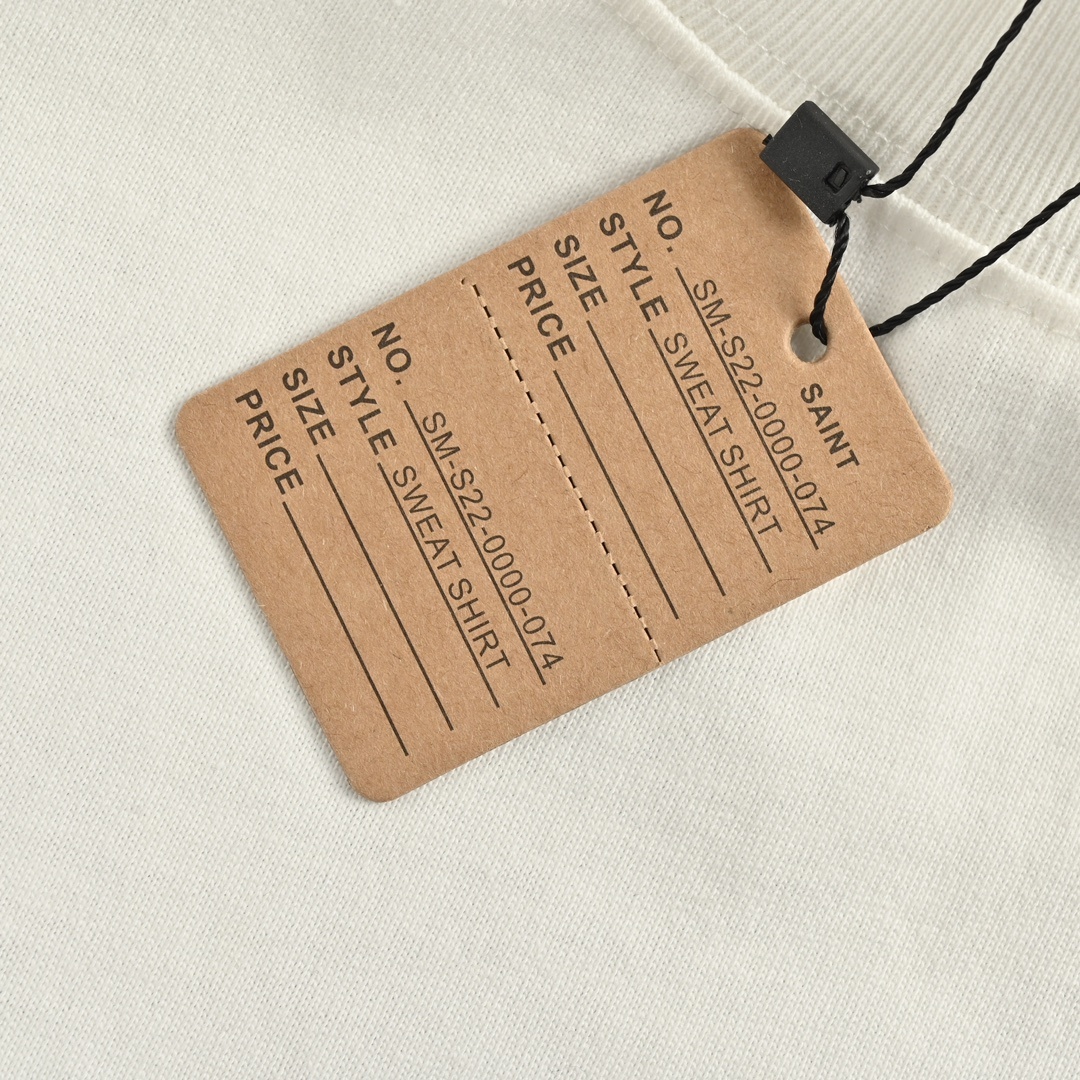 SAINT
NO. SM-S22-0000-074
STYLE SWEAT SHIRT
SIZE
PRICE
NO. SM-S22-0000-074
STYLE SWEAT SHIRT
SIZE
PRICE